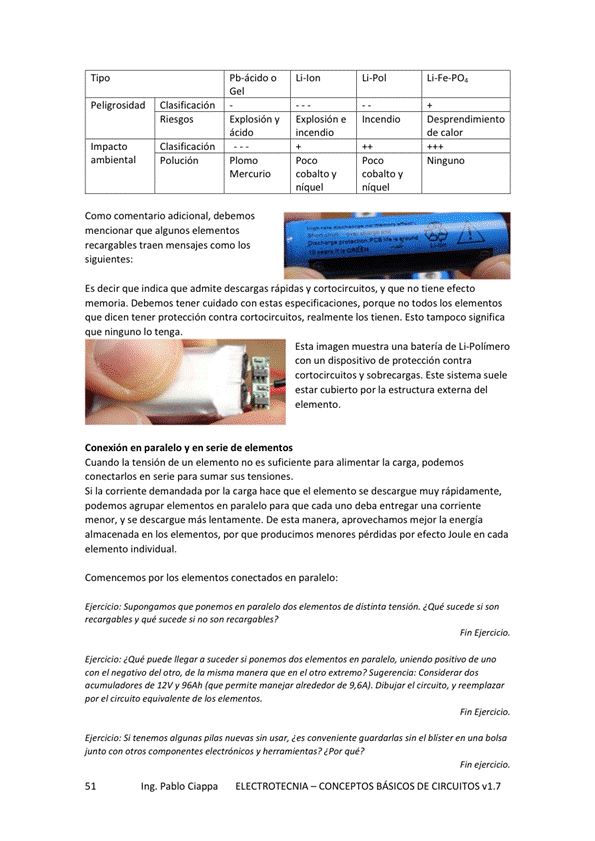 Tipo Pb-ácido o Gel Li-Ion Li-Pol Li-Fe-PO₄
Peligrosidad Clasificación - - - - - - +
Riesgos Explosión y ácido Explosión e incendio Incendio Desprendimiento de calor
Impacto ambiental Clasificación - - - + ++ +++
Polución Plomo Mercurio Poco cobalto y níquel Poco cobalto y níquel Ninguno
Como comentario adicional, debemos
mencionar que algunos elementos
recargables traen mensajes como los
siguientes:
High rate discharge no memory effect
Short circuit
Discharge protection PCB
10 years
Li-Ion
Es decir que indica que admite descargas rápidas y cortocircuitos, y que no tiene efecto
memoria. Debemos tener cuidado con estas especificaciones, porque no todos los elementos
que dicen tener protección contra cortocircuitos, realmente los tienen. Esto tampoco significa
que ninguno lo tenga.
Esta imagen muestra una batería de Li-Polímero
con un dispositivo de protección contra
cortocircuitos y sobrecargas. Este sistema suele
estar cubierto por la estructura externa del
elemento.
Conexión en paralelo y en serie de elementos
Cuando la tensión de un elemento no es suficiente para alimentar la carga, podemos
conectarlos en serie para sumar sus tensiones.
Si la corriente demandada por la carga hace que el elemento se descargue muy rápidamente,
podemos agrupar elementos en paralelo para que cada uno deba entregar una corriente
menor, y se descargue más lentamente. De esta manera, aprovechamos mejor la energía
almacenada en los elementos, por que producimos menores pérdidas por efecto Joule en cada
elemento individual.
Comencemos por los elementos conectados en paralelo:
Ejercicio: Supongamos que ponemos en paralelo dos elementos de distinta tensión. ¿Qué sucede si son
recargables y qué sucede si no son recargables?
Fin Ejercicio.
Ejercicio: ¿Qué puede llegar a suceder si ponemos dos elementos en paralelo, uniendo positivo de uno
con el negativo del otro, de la misma manera que en el otro extremo? Sugerencia: Considerar dos
acumuladores de 12V y 96Ah (que permite manejar alrededor de 9,6A). Dibujar el circuito, y reemplazar
por el circuito equivalente de los elementos.
Fin Ejercicio.
Ejercicio: Si tenemos algunas pilas nuevas sin usar, ¿es conveniente guardarlas sin el blíster en una bolsa
junto con otros componentes electrónicos y herramientas? ¿Por qué?
Fin ejercicio.
51 Ing. Pablo Ciappa ELECTROTECNIA – CONCEPTOS BÁSICOS DE CIRCUITOS v1.7